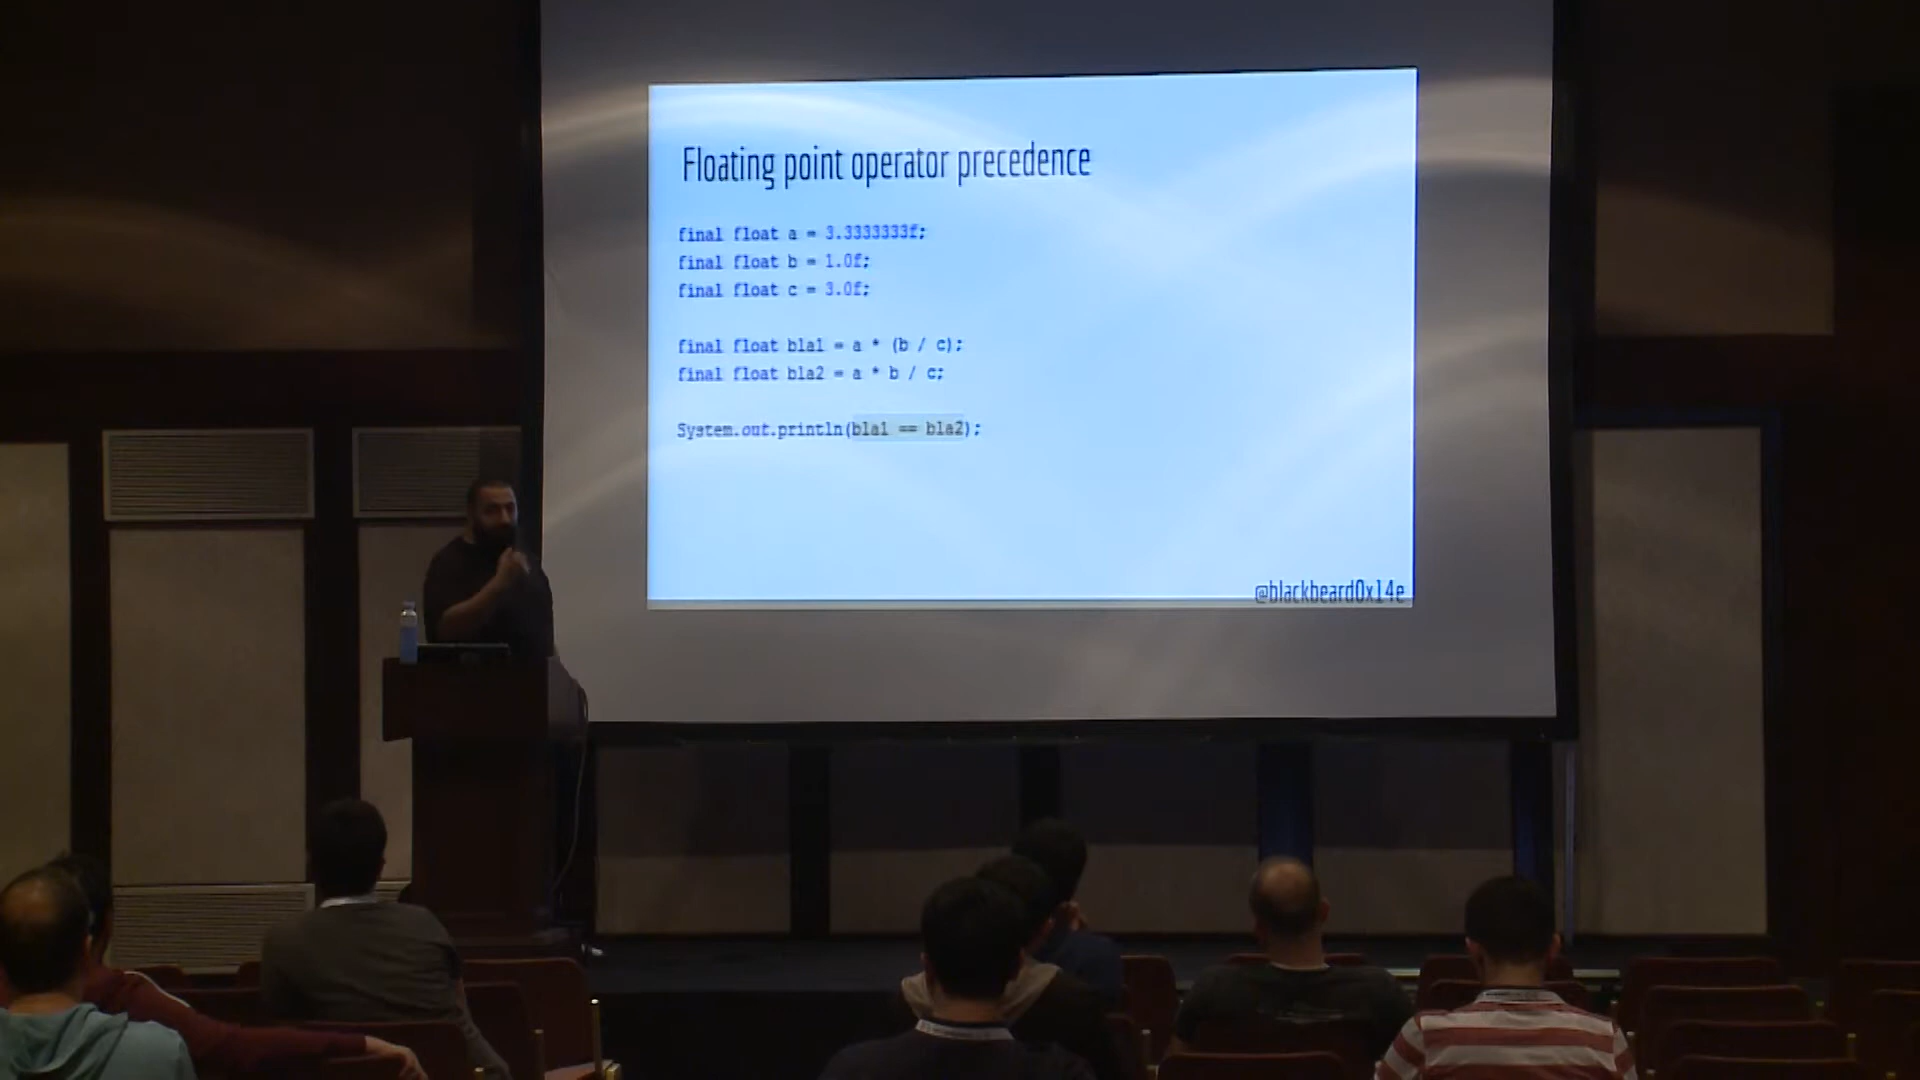 Floating point operator precedence
final float a = 3.3333333f;
final float b = 1.0f;
final float c = 3.0f;
final float bla1 = a * (b / c);
final float bla2 = a * b / c;
System.out.println(bla1 == bla2);
@blackbeard0x14e